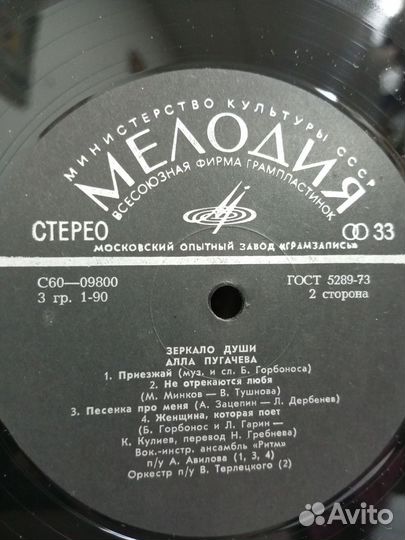 МИНИСТЕРСТВО КУЛЬТУРЫ СССР
МЕЛОДИЯ
ВСЕСОЮЗНАЯ ФИРМА ГРАМПЛАСТИНОК
СТЕРЕО
33
МОСКОВСКИЙ ОПЫТНЫЙ ЗАВОД «ГРАМЗАПИСЬ»
С60—09800
ГОСТ 5289-73
3 гр. 1-90
2 сторона
ЗЕРКАЛО ДУШИ
АЛЛА ПУГАЧЕВА
1. Приезжай (муз. и сл. Б. Горбоноса)
2. Не отрекаются любя
(М. Минков — В. Тушнова)
3. Песенка про меня (А. Зацепин — Л. Дербенев)
4. Женщина, которая поет
(Б. Горбонос и Л. Гарин —
К. Кулиев, перевод Н. Гребнева)
Вок.-инстр. ансамбль «Ритм»
п/у А. Авилова (1, 3, 4)
Оркестр п/у В. Терлецкого (2)
Avito